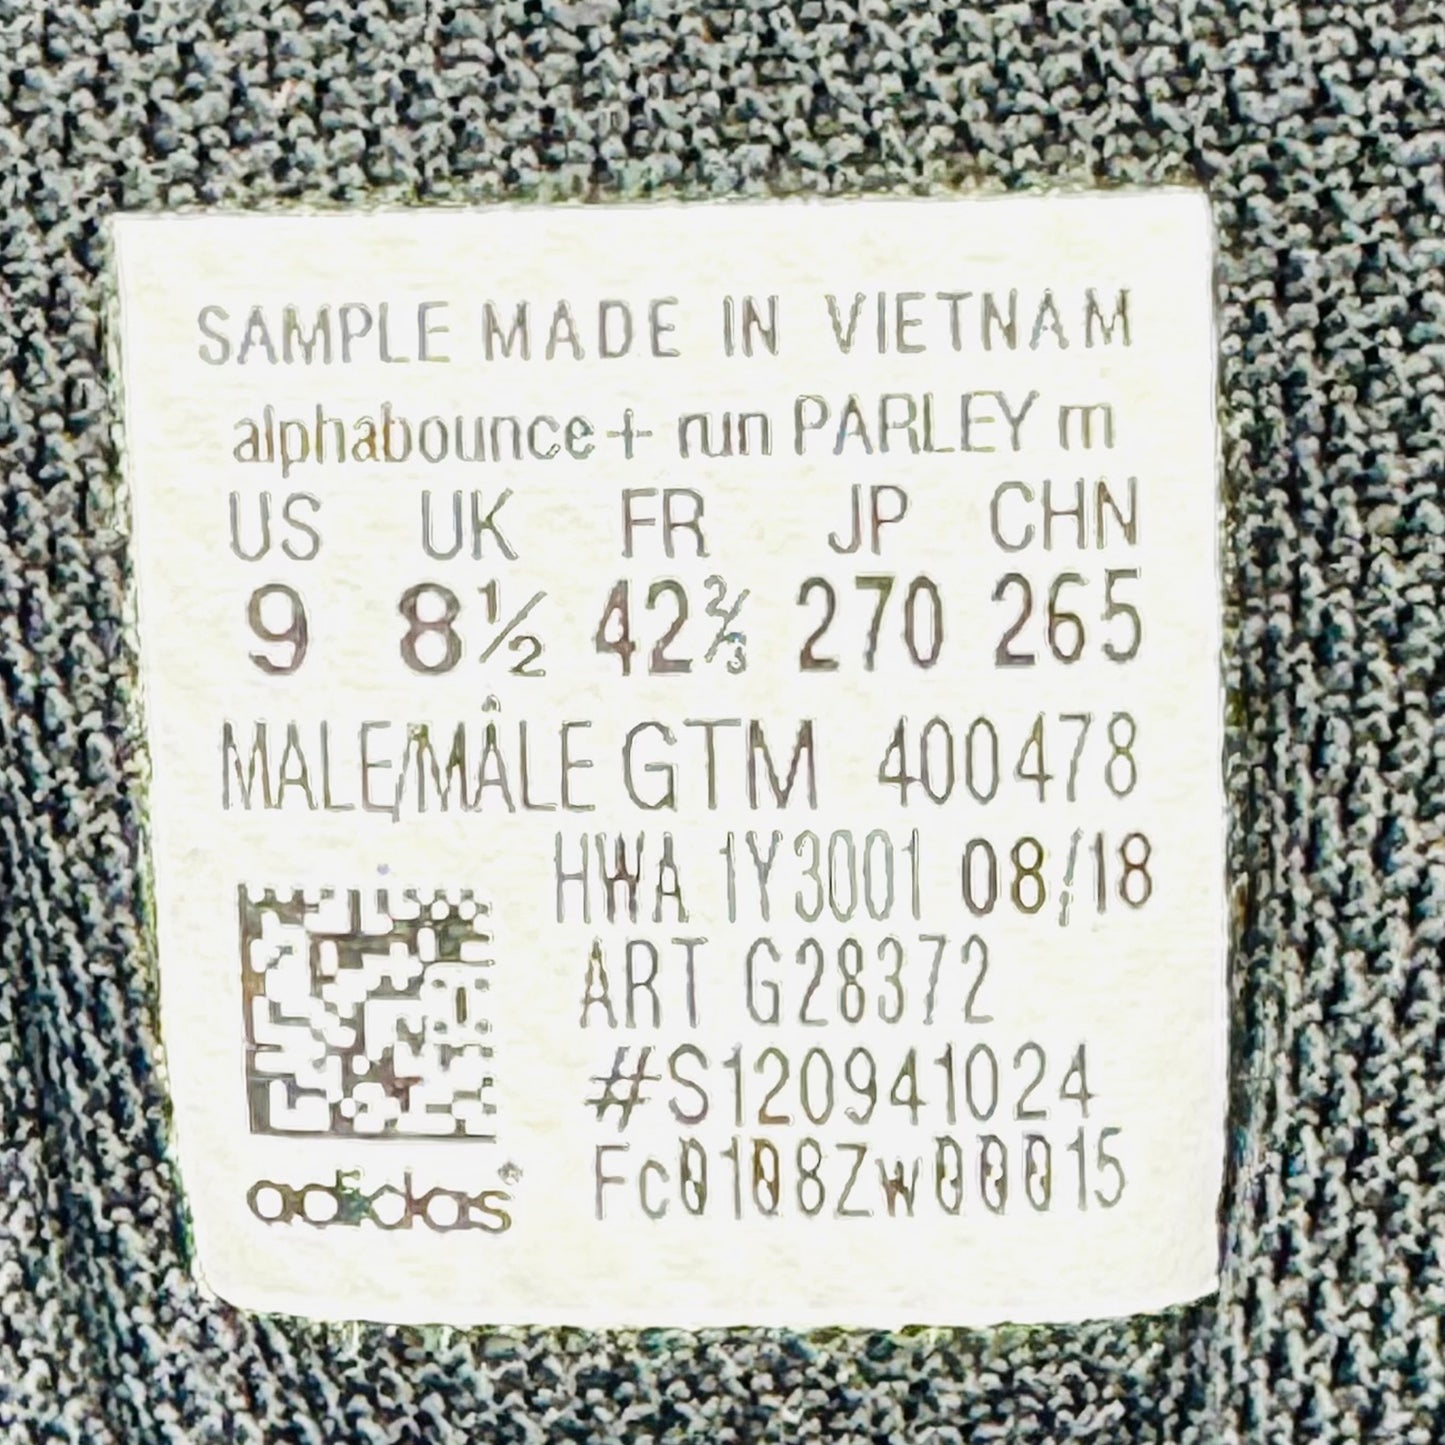 SAMPLE MADE IN VIETNAM
alphabounce + run PARLEY m
US UK FR JP CHN
9 8½ 42⅔ 270 265
MALE/MÂLE GTM 400478
HWA 1Y3001 08/18
ART G28372
#S120941024
Fc0108Zw00015
adidas®